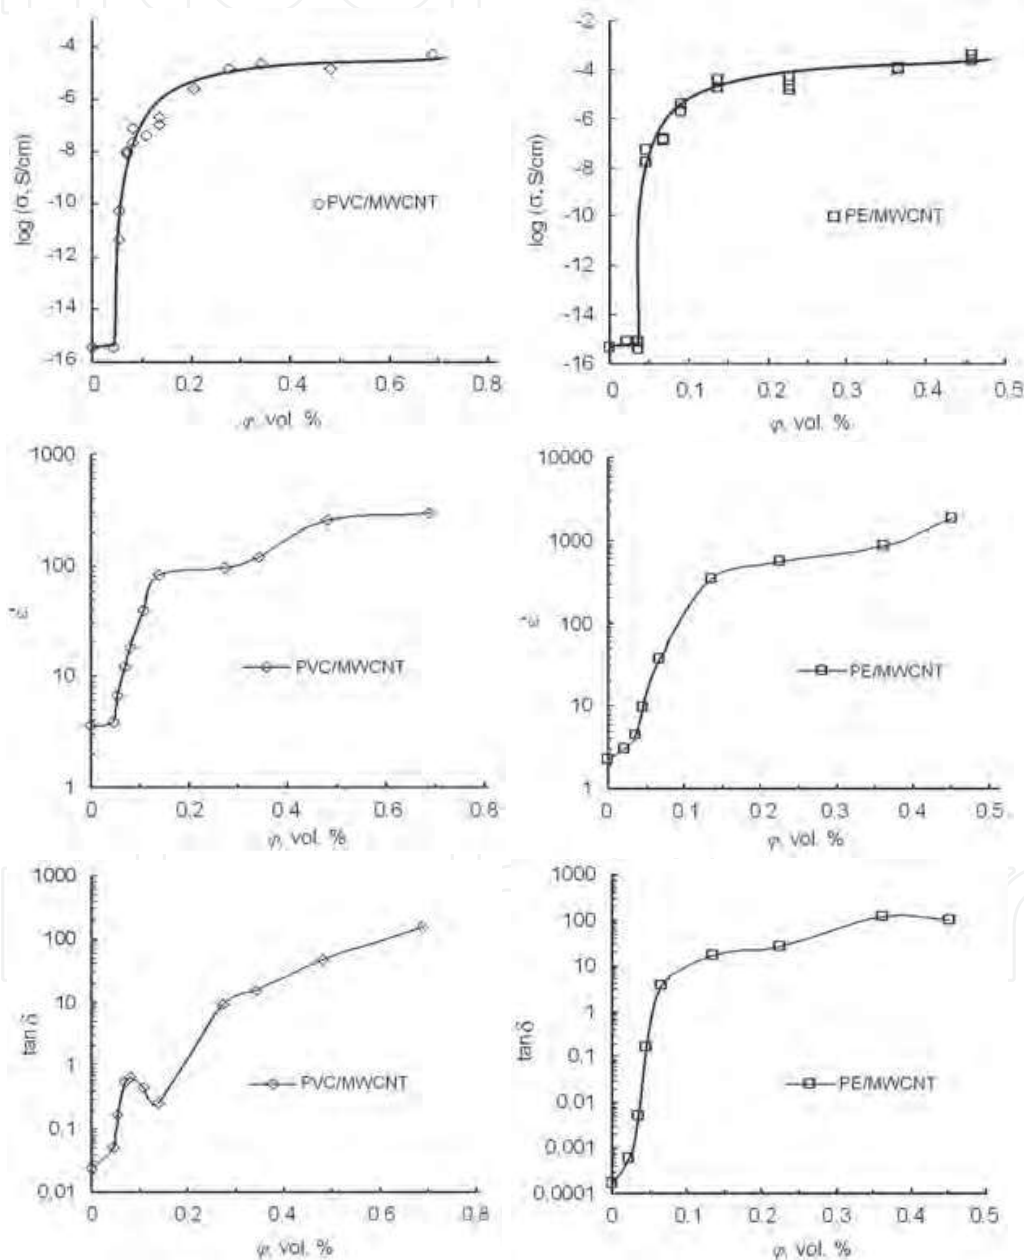 -4
-6
-8
-10
-12
-14
-16
log (σ, S/cm)
PVC/MWCNT
0 0.2 0.4 0.6 0.8
φ, vol. %
-2
-4
-6
-8
-10
-12
-14
-16
log (σ, S/cm)
PE/MWCNT
0 0.1 0.2 0.3 0.4 0.5
φ, vol. %
1000
100
10
1
ε'
PVC/MWCNT
0 0.2 0.4 0.6 0.8
φ, vol. %
10000
1000
100
10
1
ε'
PE/MWCNT
0 0.1 0.2 0.3 0.4 0.5
φ, vol. %
1000
100
10
1
0,1
0,01
tan δ
PVC/MWCNT
0 0.2 0.4 0.6 0.8
φ, vol. %
1000
100
10
1
0,1
0,01
0,001
0,0001
tan δ
PE/MWCNT
0 0.1 0.2 0.3 0.4 0.5
φ, vol. %